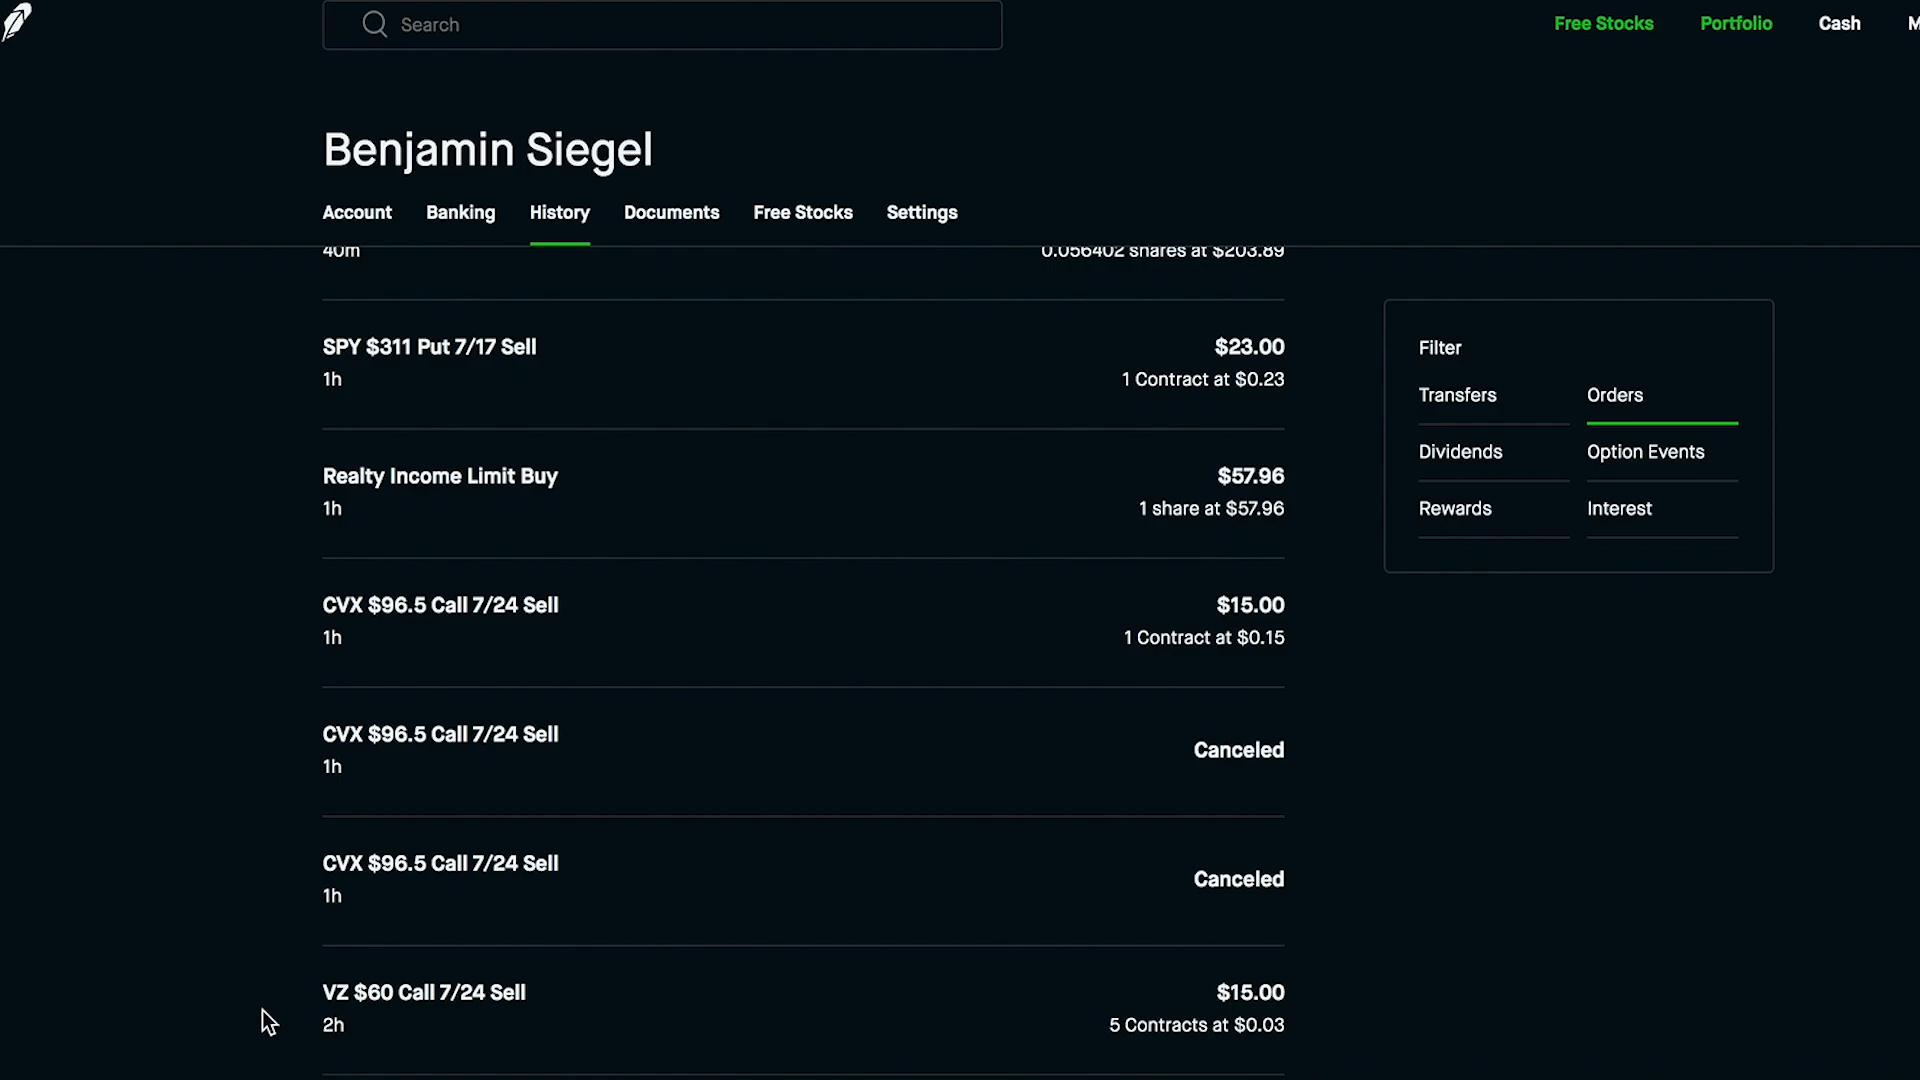 Search
Free Stocks
Portfolio
Cash
M
Benjamin Siegel
Account
Banking
History
Documents
Free Stocks
Settings
40m
0.056402 shares at $203.89
SPY $311 Put 7/17 Sell
$23.00
1h
1 Contract at $0.23
Realty Income Limit Buy
$57.96
1h
1 share at $57.96
CVX $96.5 Call 7/24 Sell
$15.00
1h
1 Contract at $0.15
CVX $96.5 Call 7/24 Sell
1h
Canceled
CVX $96.5 Call 7/24 Sell
1h
Canceled
VZ $60 Call 7/24 Sell
$15.00
2h
5 Contracts at $0.03
Filter
Transfers
Orders
Dividends
Option Events
Rewards
Interest